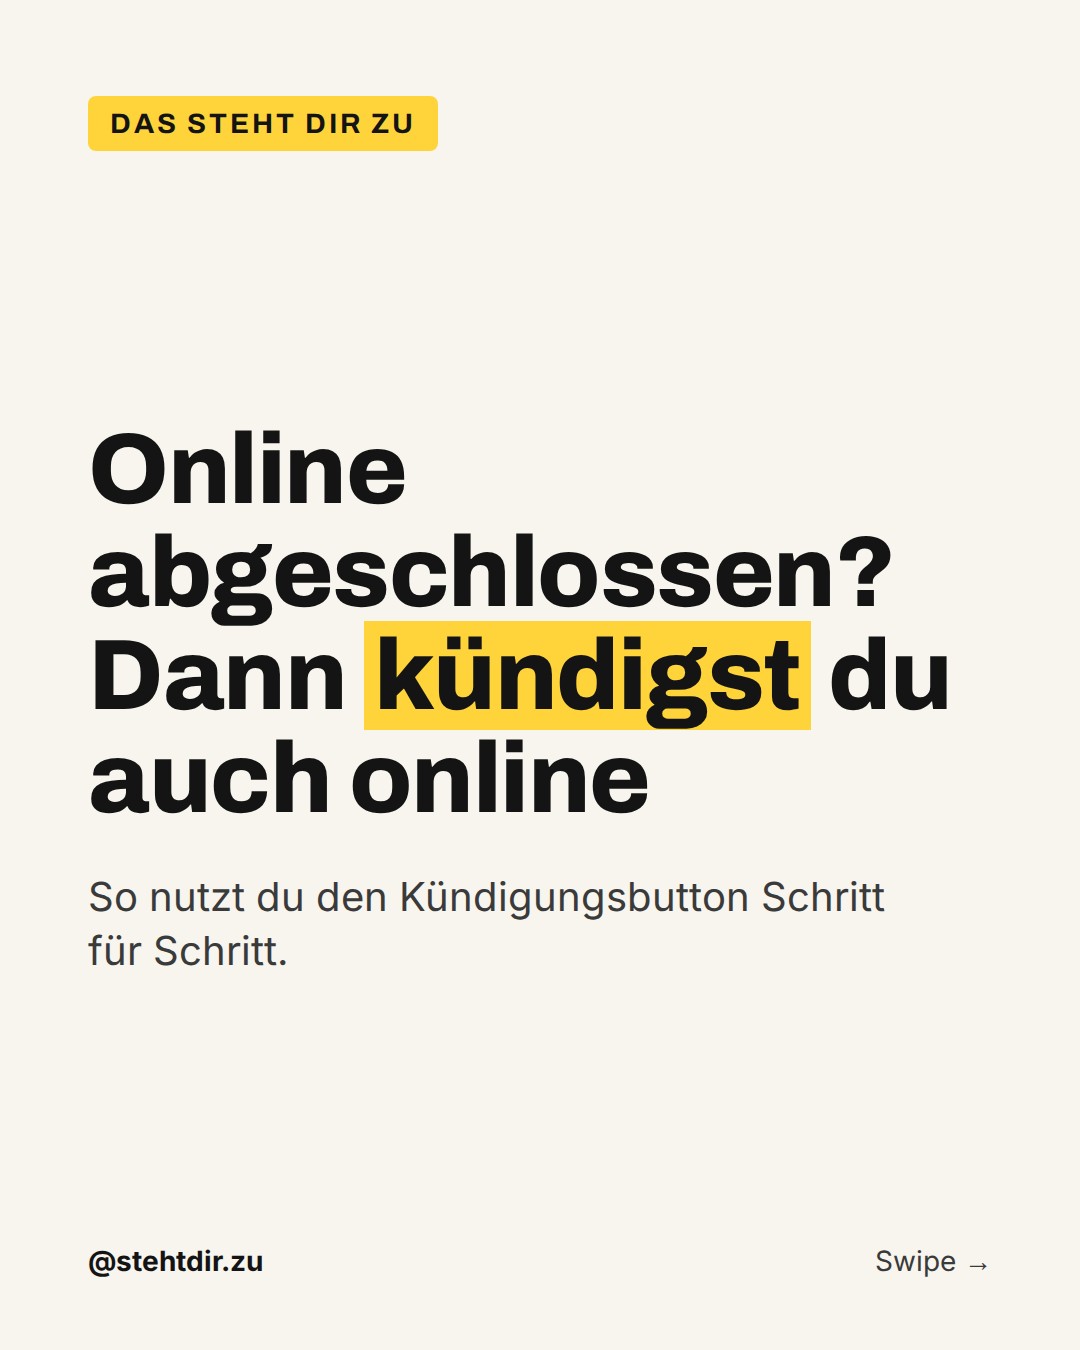 DAS STEHT DIR ZU
Online
abgeschlossen?
Dann kündigst du
auch online
So nutzt du den Kündigungsbutton Schritt
für Schritt.
@stehtdir.zu
Swipe →